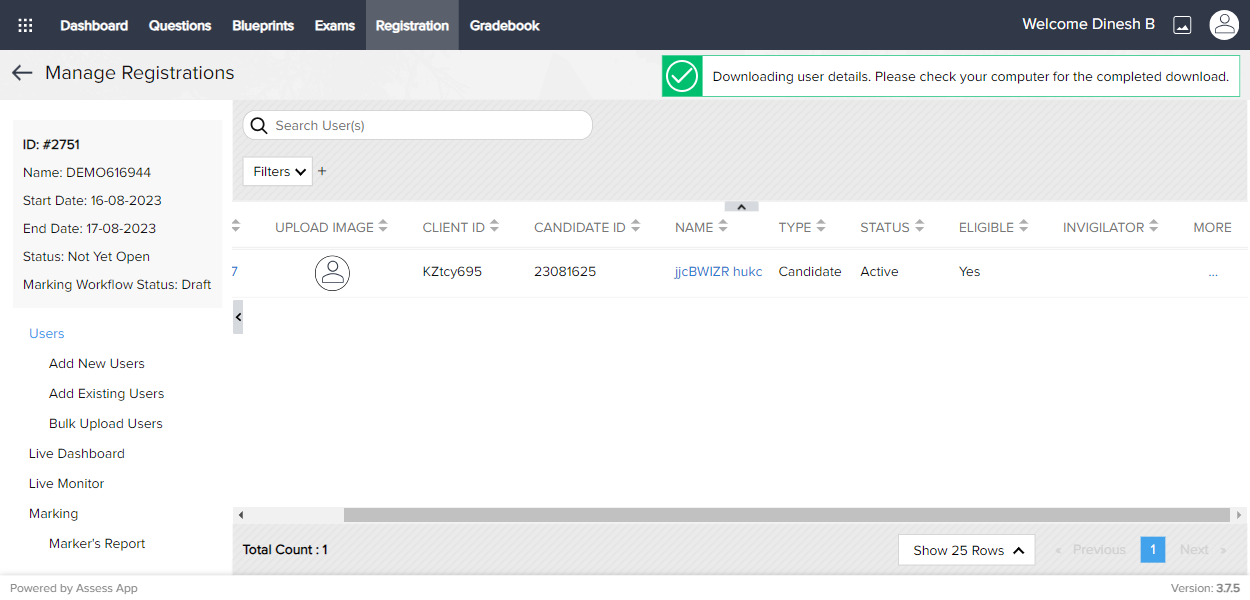 Dashboard Questions Blueprints Exams Registration Gradebook Welcome Dinesh B
Manage Registrations
Downloading user details. Please check your computer for the completed download.
ID: #2751
Name: DEMO616944
Start Date: 16-08-2023
End Date: 17-08-2023
Status: Not Yet Open
Marking Workflow Status: Draft
Users
Add New Users
Add Existing Users
Bulk Upload Users
Live Dashboard
Live Monitor
Marking
Marker's Report
Search User(s)
Filters +
UPLOAD IMAGE CLIENT ID CANDIDATE ID NAME TYPE STATUS ELIGIBLE INVIGILATOR MORE
7 KZtcy695 23081625 jjcBWIZR hukc Candidate Active Yes ...
Total Count : 1 Show 25 Rows « Previous 1 Next »
Powered by Assess App Version: 3.7.5